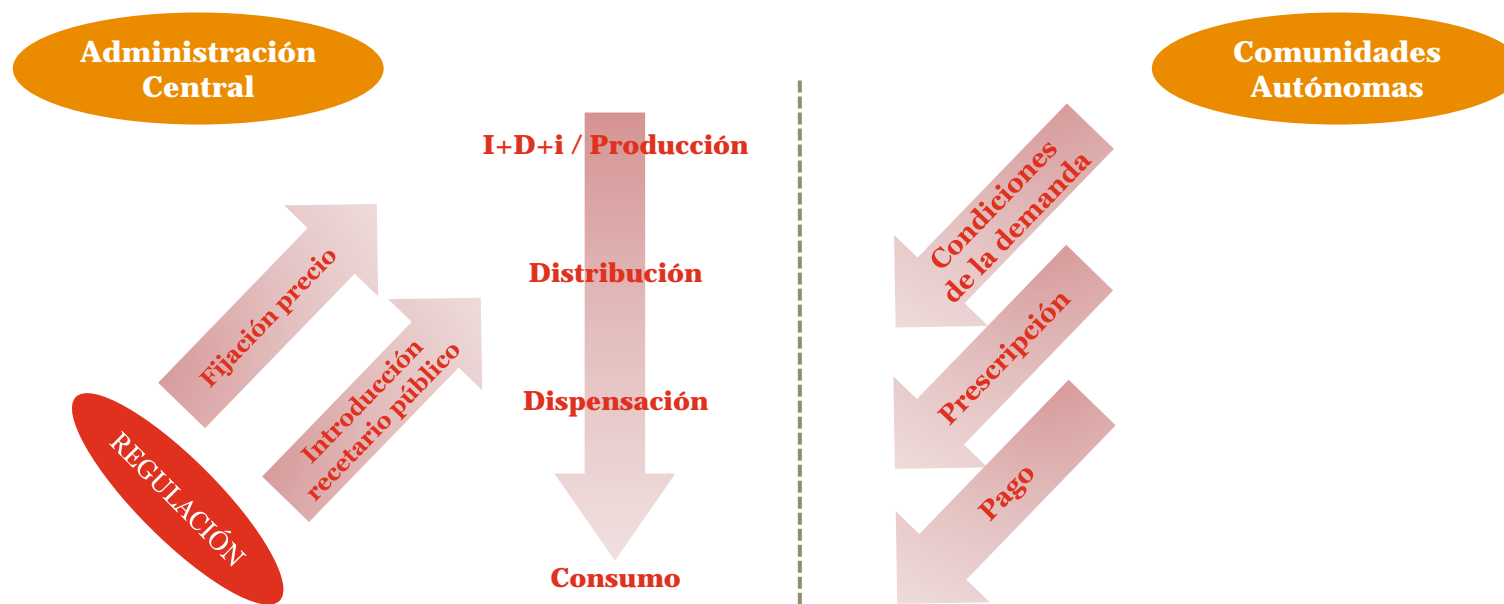 Administración
Central
Comunidades
Autónomas
I+D+i / Producción
Distribución
Dispensación
Consumo
Fijación precio
Introducción
recetario público
REGULACIÓN
Condiciones
de la demanda
Prescripción
Pago